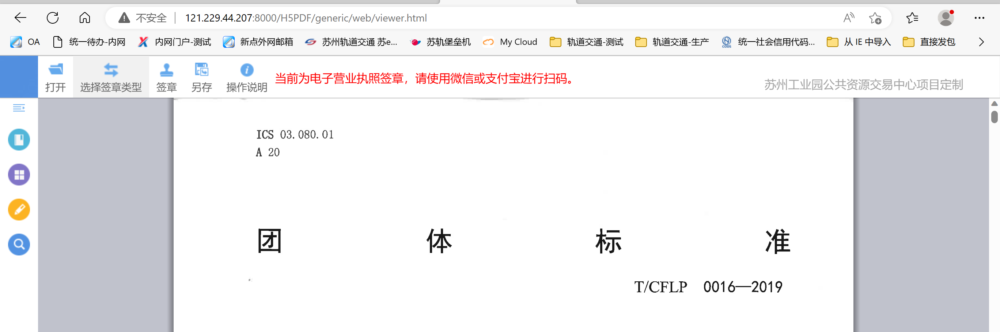 不安全 121.229.44.207:8000/H5PDF/generic/web/viewer.html
OA 统一待办-内网 内网门户-测试 新点外网邮箱 苏州轨道交通 苏e... 苏轨堡垒机 My Cloud 轨道交通-测试 轨道交通-生产 统一社会信用代码... 从 IE 中导入 直接发包
打开 选择签章类型 签章 另存 操作说明 当前为电子营业执照签章，请使用微信或支付宝进行扫码。 苏州工业园公共资源交易中心项目定制
ICS 03.080.01
A 20
团 体 标 准
T/CFLP 0016—2019